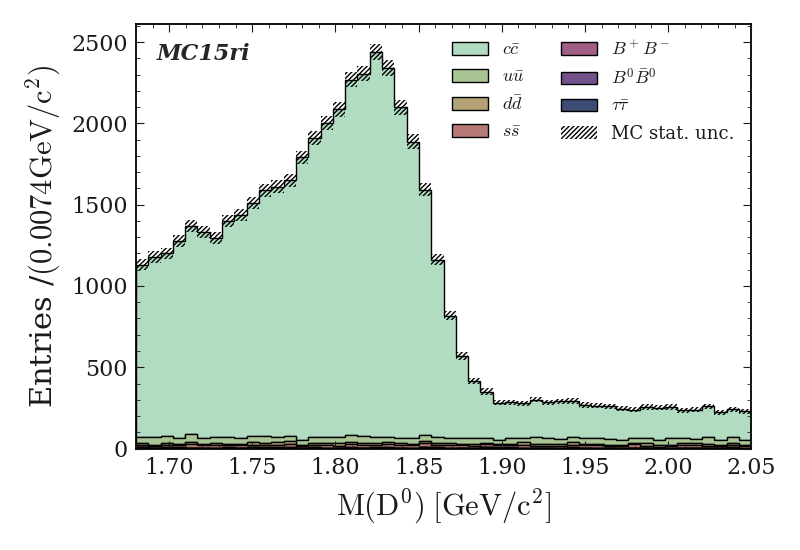 MC15ri
cc̄
uū
dd̄
ss̄
B⁺B⁻
B⁰B̄⁰
ττ̄
MC stat. unc.
Entries /(0.0074GeV/c²)
2500
2000
1500
1000
500
0
1.70 1.75 1.80 1.85 1.90 1.95 2.00 2.05
M(D⁰) [GeV/c²]